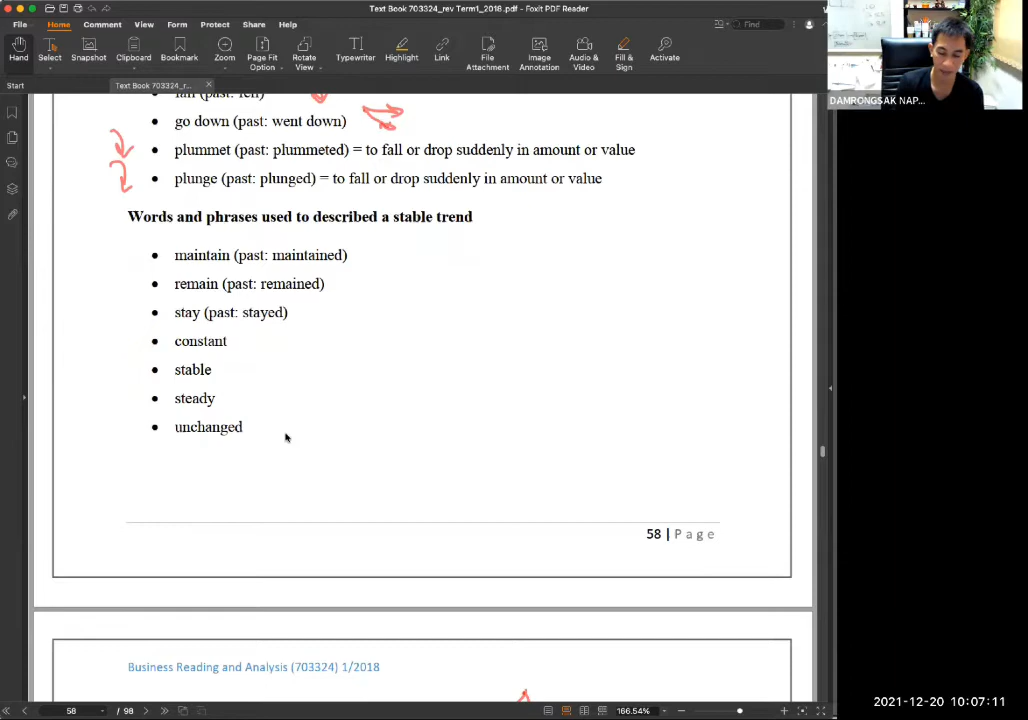 Text Book 703324_rev Term1_2018.pdf - Foxit PDF Reader
File Home Comment View Form Protect Share Help
Find
Hand Select Snapshot Clipboard Bookmark Zoom Page Fit Option Rotate View Typewriter Highlight Link File Attachment Image Annotation Audio & Video Fill & Sign Activate
Start Text Book 703324_r...
DAMRONGSAK NAP...
• fall (past: fell)
• go down (past: went down)
• plummet (past: plummeted) = to fall or drop suddenly in amount or value
• plunge (past: plunged) = to fall or drop suddenly in amount or value
Words and phrases used to described a stable trend
• maintain (past: maintained)
• remain (past: remained)
• stay (past: stayed)
• constant
• stable
• steady
• unchanged
58 | P a g e
Business Reading and Analysis (703324) 1/2018
58 / 98 166.54%
2021-12-20 10:07:11